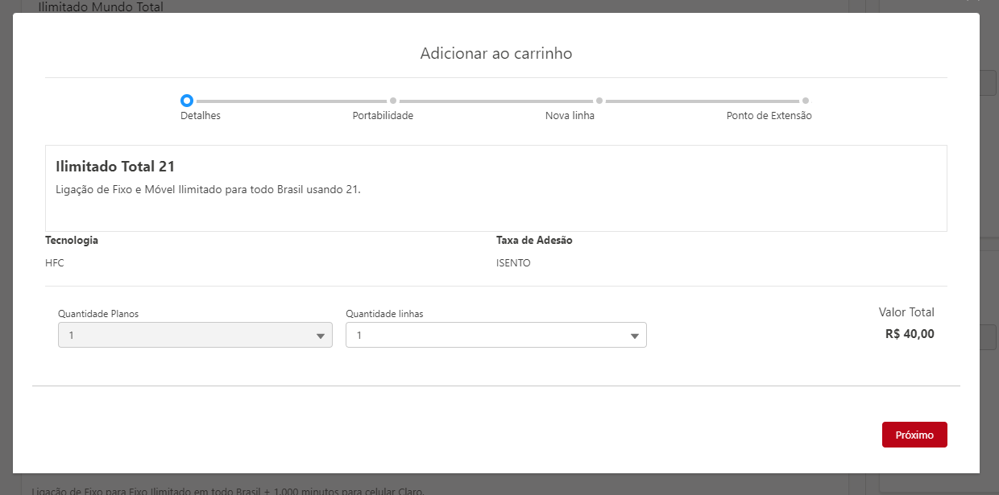 Ilimitado Mundo Total
Adicionar ao carrinho
Detalhes
Portabilidade
Nova linha
Ponto de Extensão
Ilimitado Total 21
Ligação de Fixo e Móvel Ilimitado para todo Brasil usando 21.
Tecnologia
Taxa de Adesão
HFC
ISENTO
Quantidade Planos
Quantidade linhas
Valor Total
1
1
R$ 40,00
Próximo
Ligação de Fixo para Fixo Ilimitado em todo Brasil + 1.000 minutos para celular Claro.